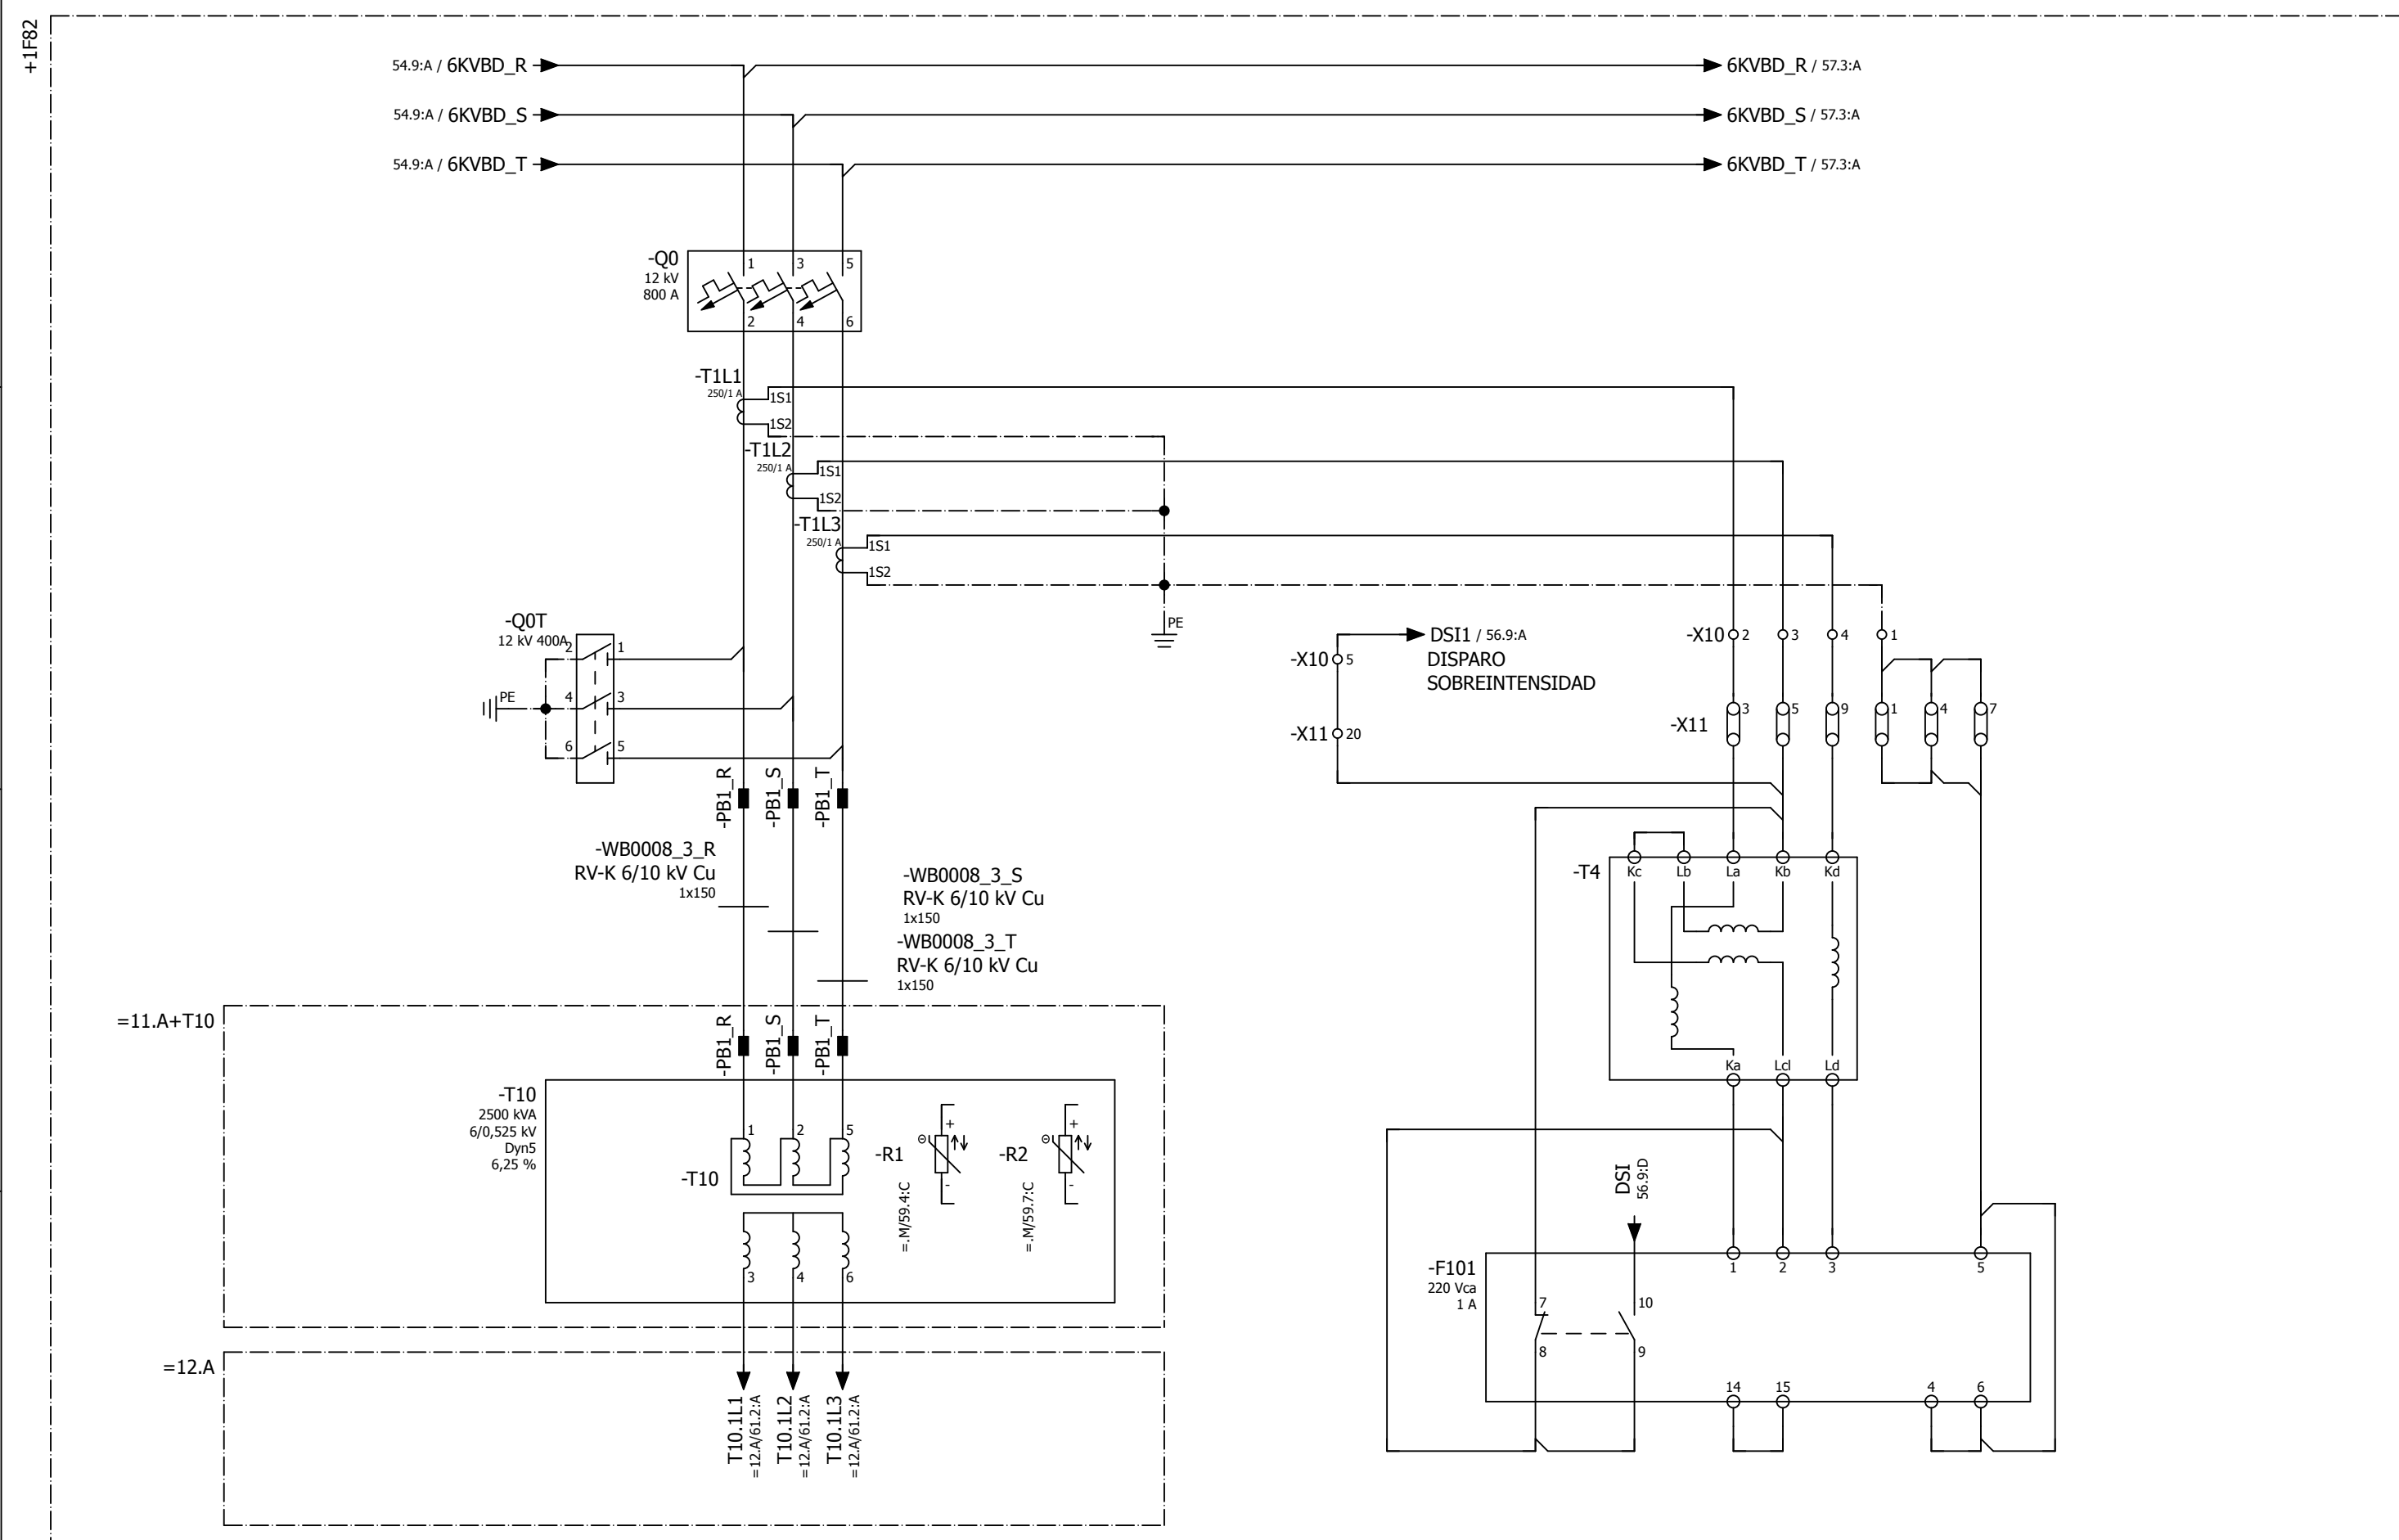 +1F82
54.9:A / 6KVBD_R
6KVBD_R / 57.3:A
54.9:A / 6KVBD_S
6KVBD_S / 57.3:A
54.9:A / 6KVBD_T
6KVBD_T / 57.3:A
-Q0
12 kV
800 A
1 3 5
2 4 6
-T1L1
250/1 A
1S1
1S2
-T1L2
250/1 A
1S1
1S2
-T1L3
250/1 A
1S1
1S2
PE
-Q0T
12 kV 400A
2 1
4 3
6 5
PE
DSI1 / 56.9:A
DISPARO
SOBREINTENSIDAD
-X10 5
-X11 20
-X10 2 3 4 1
-X11 3 5 9 1 4 7
-PB1_R
-PB1_S
-PB1_T
-WB0008_3_R
RV-K 6/10 kV Cu
1x150
-WB0008_3_S
RV-K 6/10 kV Cu
1x150
-WB0008_3_T
RV-K 6/10 kV Cu
1x150
-T4
Kc Lb La Kb Kd
Ka Lcl Ld
=11.A+T10
-PB1_R
-PB1_S
-PB1_T
-T10
2500 kVA
6/0,525 kV
Dyn5
6,25 %
1 2 5
-T10
3 4 6
-R1
+
-
=.M/59.4:C
-R2
+
-
=.M/59.7:C
DSI
56.9:D
-F101
220 Vca
1 A
1 2 3 5
7 10
8 9
14 15 4 6
=12.A
T10.1L1
=12.A/61.2:A
T10.1L2
=12.A/61.2:A
T10.1L3
=12.A/61.2:A